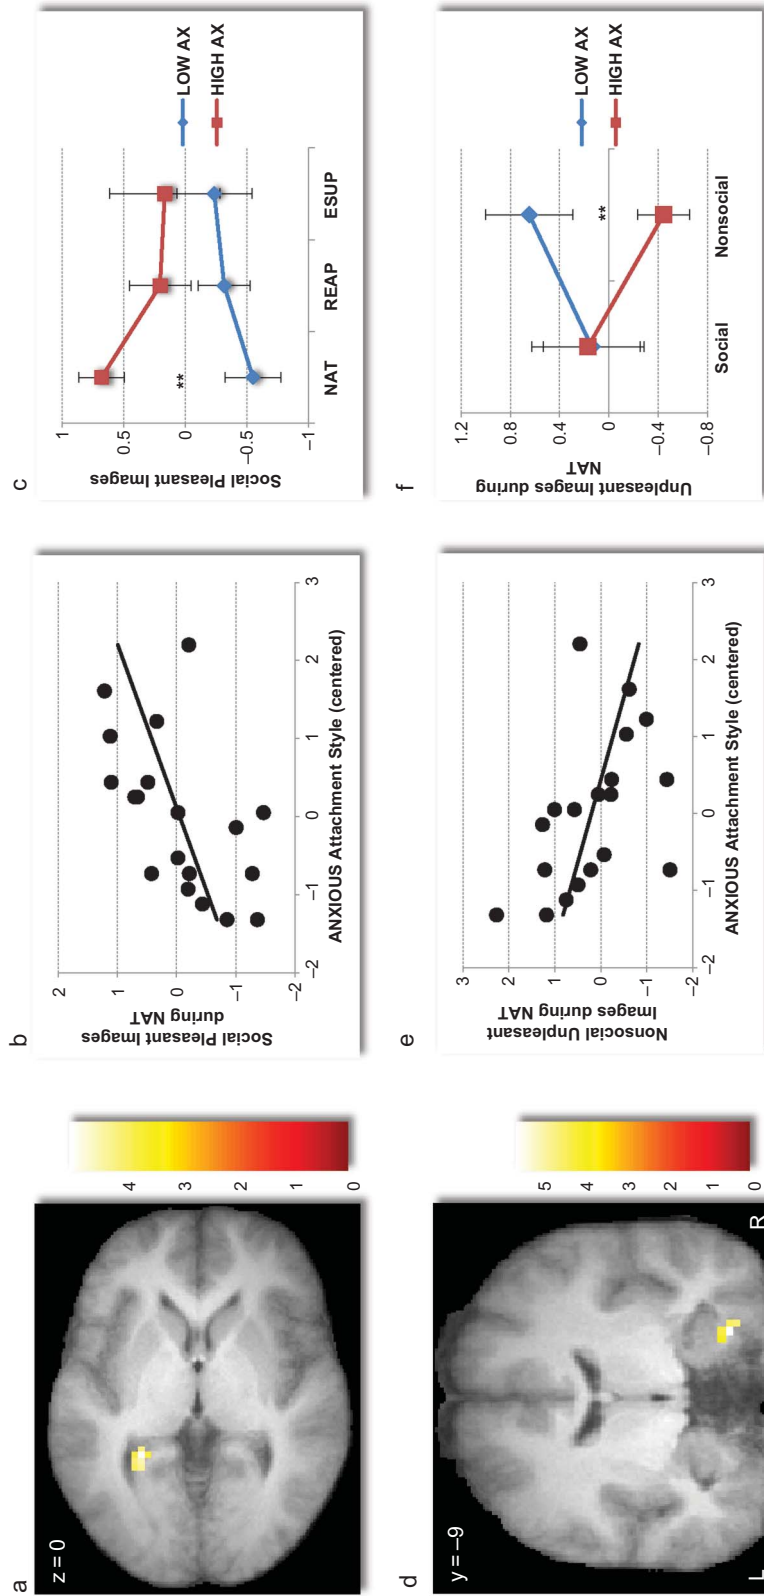 a
z = 0
4
3
2
1
0
b
Social Pleasant Images
during NAT
2
1
0
−1
−2
−2
−1
0
1
2
3
ANXIOUS Attachment Style (centered)
c
Social Pleasant Images
1
0.5
0
−0.5
−1
**
NAT
REAP
ESUP
LOW AX
HIGH AX
d
y = −9
L
R
5
4
3
2
1
0
e
Nonsocial Unpleasant
Images during NAT
3
2
1
0
−1
−2
−2
−1
0
1
2
3
ANXIOUS Attachment Style (centered)
f
Unpleasant Images during
NAT
1.2
0.8
0.4
0
−0.4
−0.8
**
Social
Nonsocial
LOW AX
HIGH AX